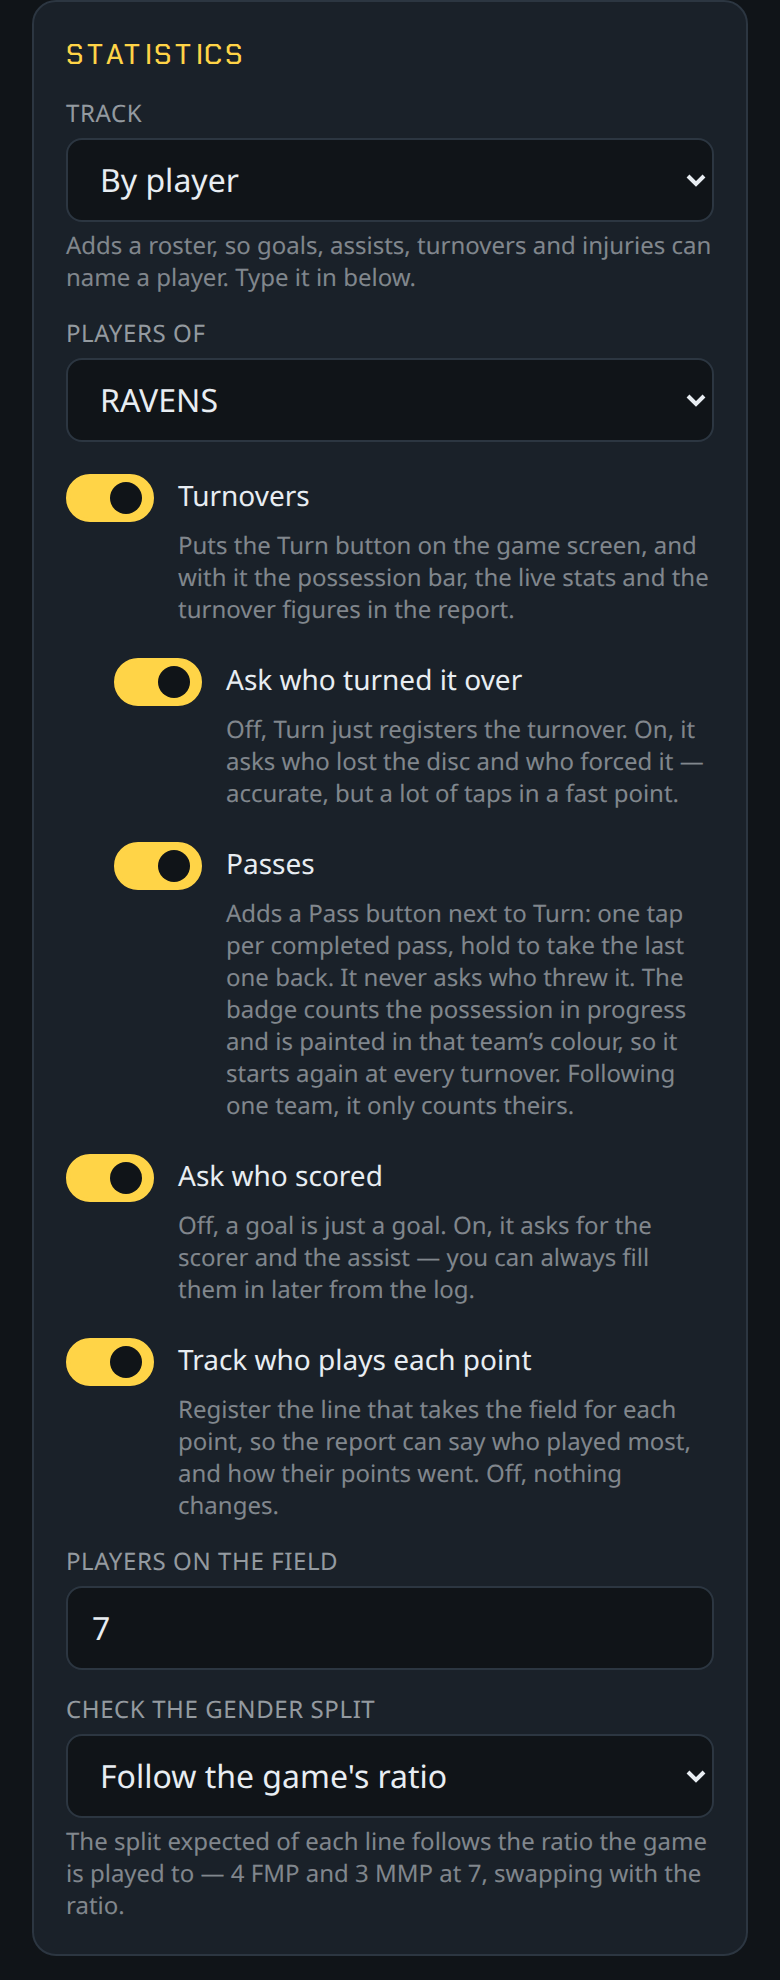 STATISTICS
TRACK
By player
Adds a roster, so goals, assists, turnovers and injuries can
name a player. Type it in below.
PLAYERS OF
RAVENS
Turnovers
Puts the Turn button on the game screen, and
with it the possession bar, the live stats and the
turnover figures in the report.
Ask who turned it over
Off, Turn just registers the turnover. On, it
asks who lost the disc and who forced it —
accurate, but a lot of taps in a fast point.
Passes
Adds a Pass button next to Turn: one tap
per completed pass, hold to take the last
one back. It never asks who threw it. The
badge counts the possession in progress
and is painted in that team’s colour, so it
starts again at every turnover. Following
one team, it only counts theirs.
Ask who scored
Off, a goal is just a goal. On, it asks for the
scorer and the assist — you can always fill
them in later from the log.
Track who plays each point
Register the line that takes the field for each
point, so the report can say who played most,
and how their points went. Off, nothing
changes.
PLAYERS ON THE FIELD
7
CHECK THE GENDER SPLIT
Follow the game's ratio
The split expected of each line follows the ratio the game
is played to — 4 FMP and 3 MMP at 7, swapping with the
ratio.